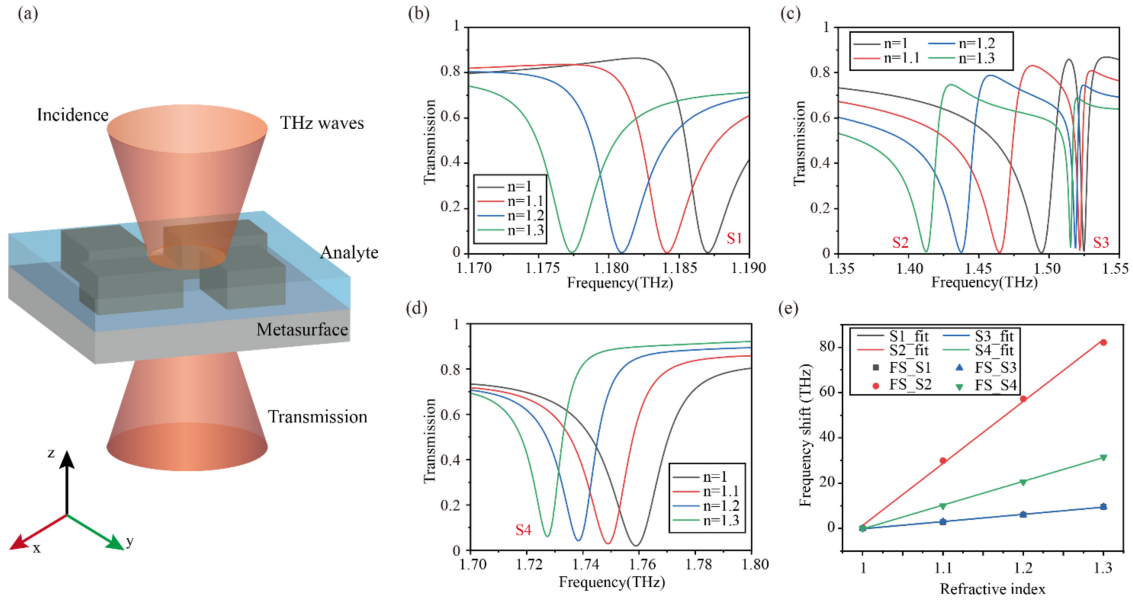 (a)
Incidence
THz waves
Analyte
Metasurface
Transmission
z
x
y
(b)
1
0.8
0.6
0.4
0.2
0
Transmission
n=1
n=1.1
n=1.2
n=1.3
S1
1.170 1.175 1.180 1.185 1.190
Frequency(THz)
(c)
1
0.8
0.6
0.4
0.2
0
Transmission
n=1 n=1.2
n=1.1 n=1.3
S2 S3
1.35 1.40 1.45 1.50 1.55
Frequency(THz)
(d)
1
0.8
0.6
0.4
0.2
0
Transmission
n=1
n=1.1
n=1.2
n=1.3
S4
1.70 1.72 1.74 1.76 1.78 1.80
Frequency(THz)
(e)
S1_fit S3_fit
S2_fit S4_fit
FS_S1 FS_S3
FS_S2 FS_S4
80
60
40
20
0
Frequency shift (THz)
1 1.1 1.2 1.3
Refractive index